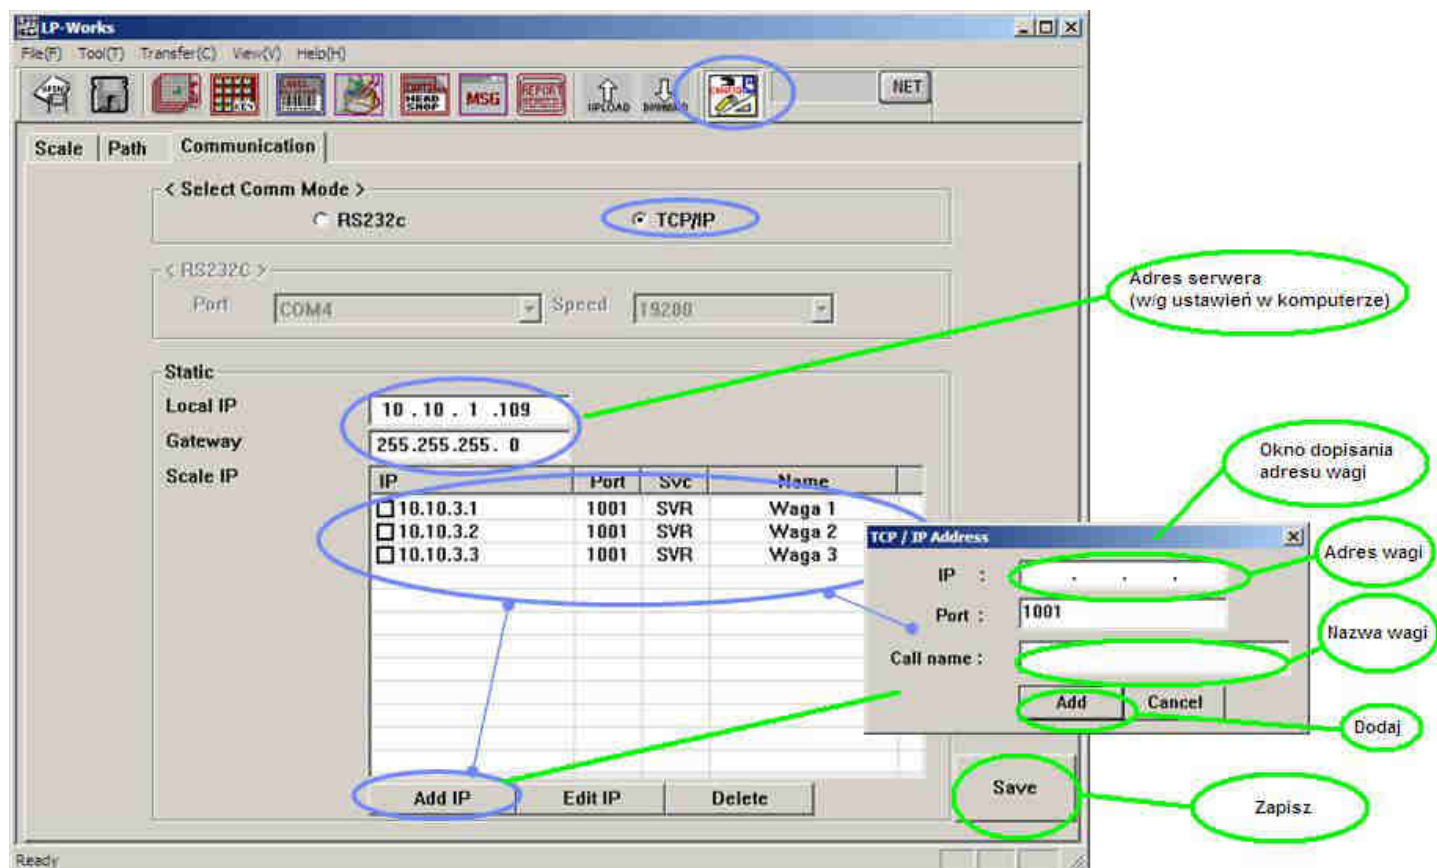 LP-Works
File(F) Tool(T) Transfer(C) View(V) Help(H)
OPEN
MSG
REPORT
UPLOAD
CONFIG
NET
Scale Path Communication
< Select Comm Mode >
RS232c TCP/IP
< RS232C >
Port COM4 Speed 19200
Adres serwera
(w/g ustawień w komputerze)
Static
Local IP 10 . 10 . 1 .109
Gateway 255.255.255. 0
Scale IP
IP Port Svc Name
10.10.3.1 1001 SVR Waga 1
10.10.3.2 1001 SVR Waga 2
10.10.3.3 1001 SVR Waga 3
Okno dopisania
adresu wagi
TCP / IP Address
IP : . . .
Adres wagi
Port : 1001
Call name :
Nazwa wagi
Add Cancel
Dodaj
Add IP Edit IP Delete
Save
Zapisz
Ready